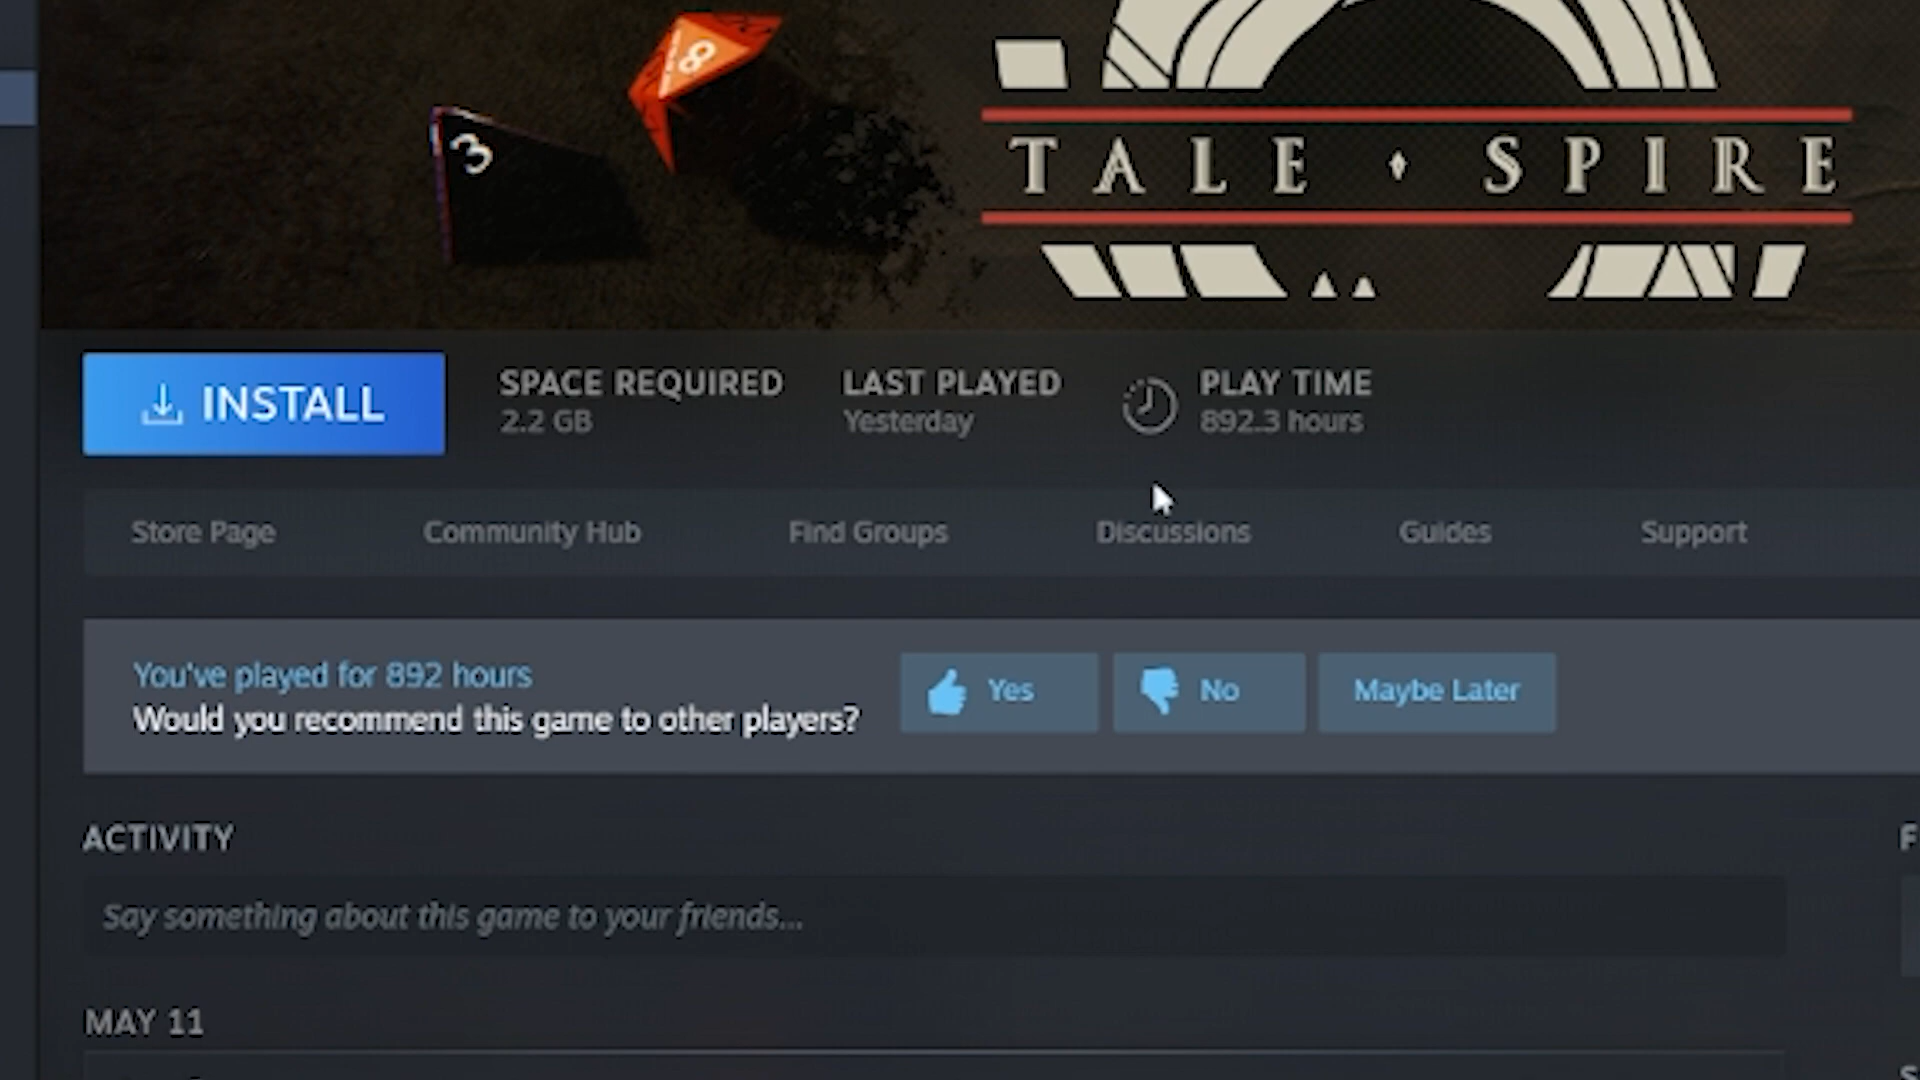 8
3
TALE SPIRE
INSTALL
SPACE REQUIRED
2.2 GB
LAST PLAYED
Yesterday
PLAY TIME
892.3 hours
Store Page
Community Hub
Find Groups
Discussions
Guides
Support
You've played for 892 hours
Would you recommend this game to other players?
Yes
No
Maybe Later
ACTIVITY
Say something about this game to your friends...
MAY 11